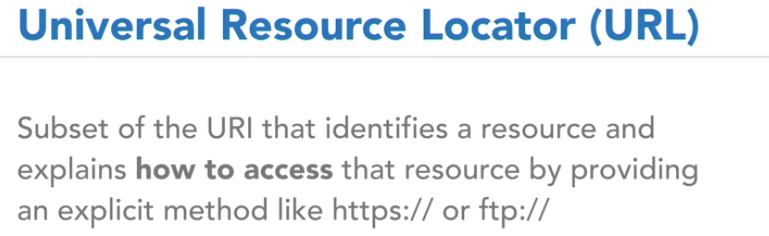 Universal Resource Locator (URL)
Subset of the URI that identifies a resource and
explains how to access that resource by providing
an explicit method like https:// or ftp://